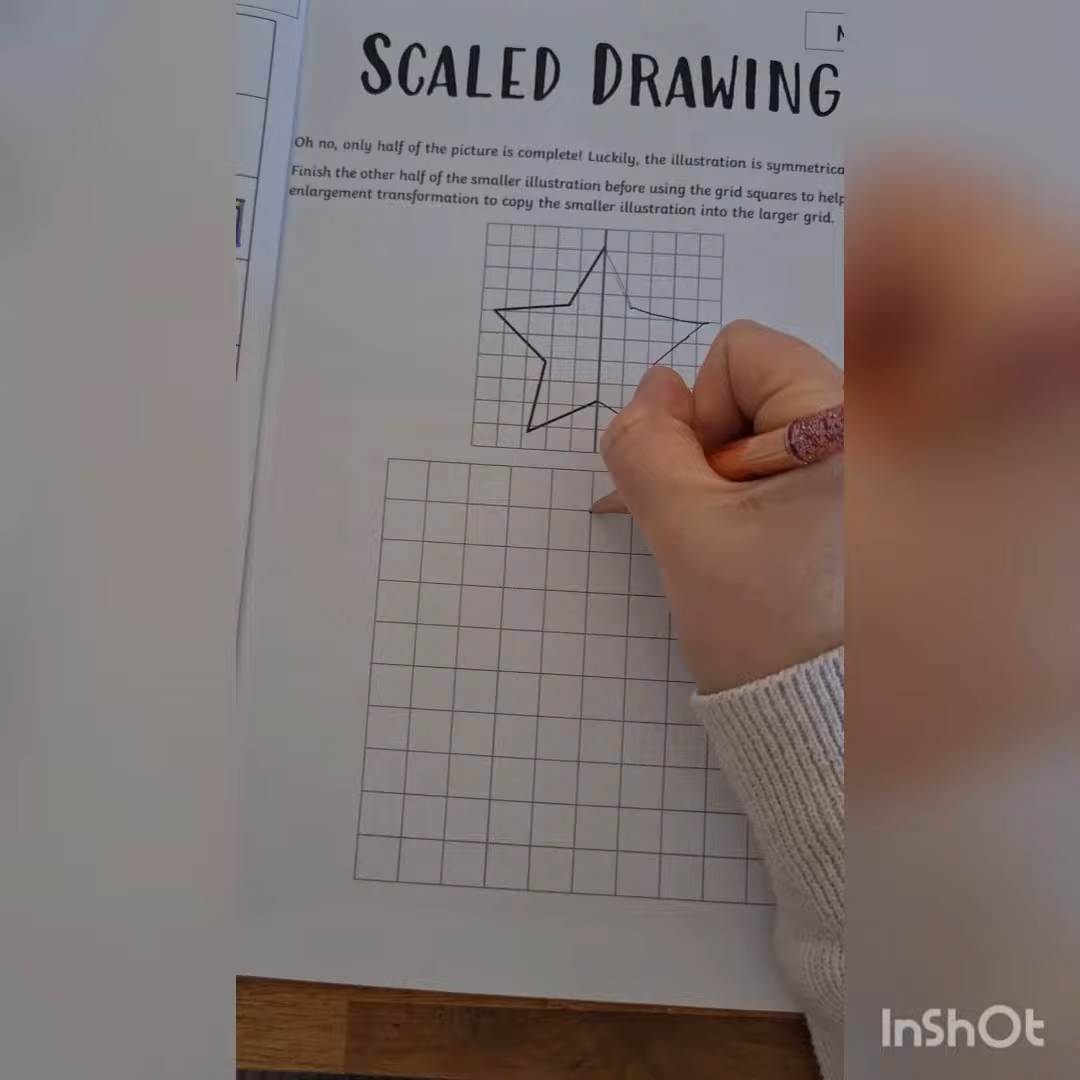 SCALED DRAWING
Oh no, only half of the picture is complete! Luckily, the illustration is
Finish the other half of the smaller illustration before using the grid squares to help
enlargement transformation to copy the smaller illustration into the larger grid.
InShOt